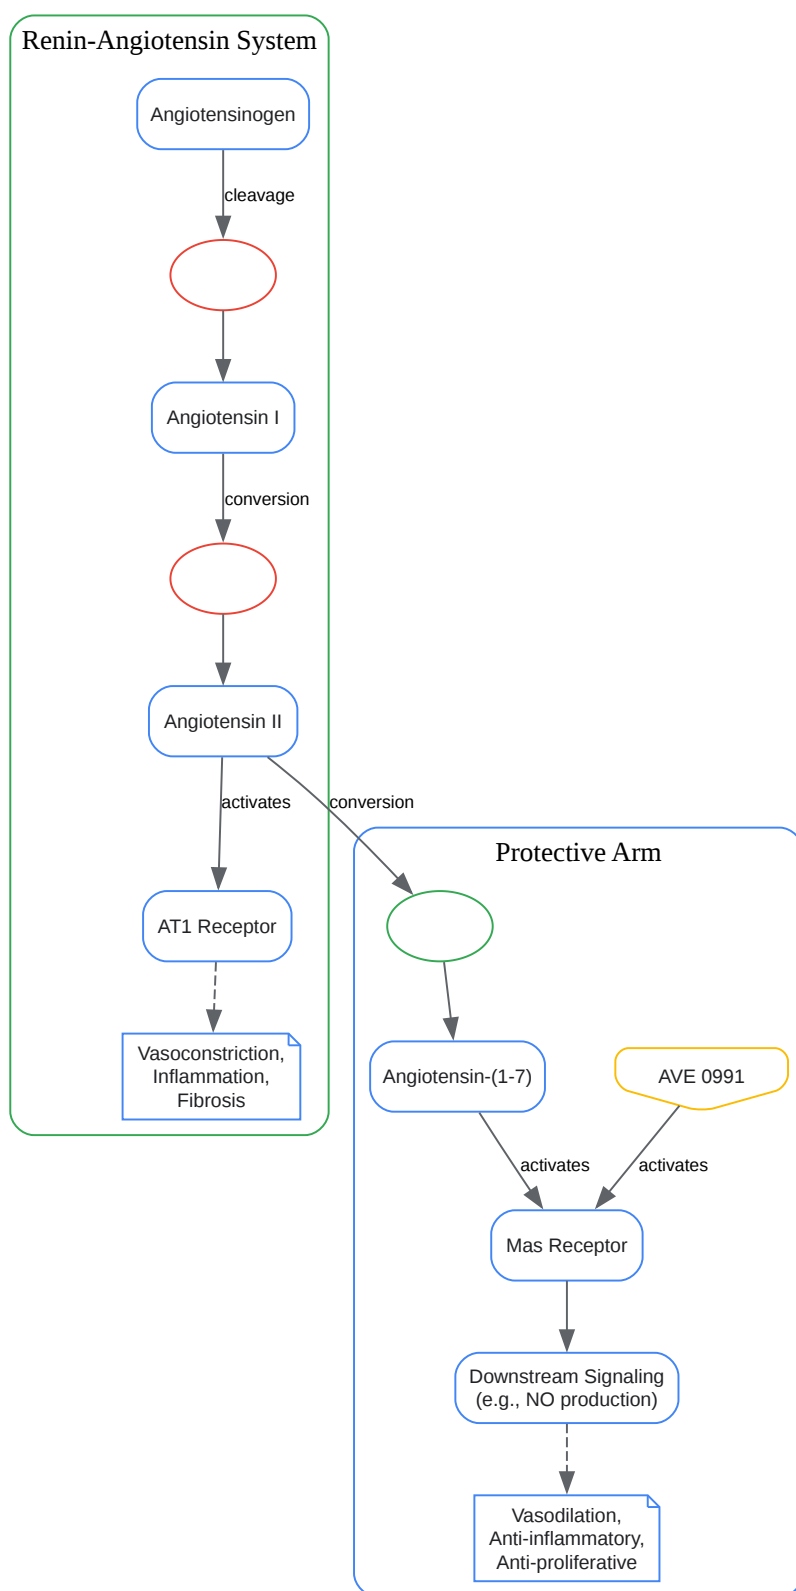 Renin-Angiotensin System
Angiotensinogen
cleavage
Angiotensin I
conversion
Angiotensin II
activates
conversion
Protective Arm
AT1 Receptor
Vasoconstriction,
Inflammation,
Fibrosis
Angiotensin-(1-7)
AVE 0991
activates
activates
Mas Receptor
Downstream Signaling
(e.g., NO production)
Vasodilation,
Anti-inflammatory,
Anti-proliferative